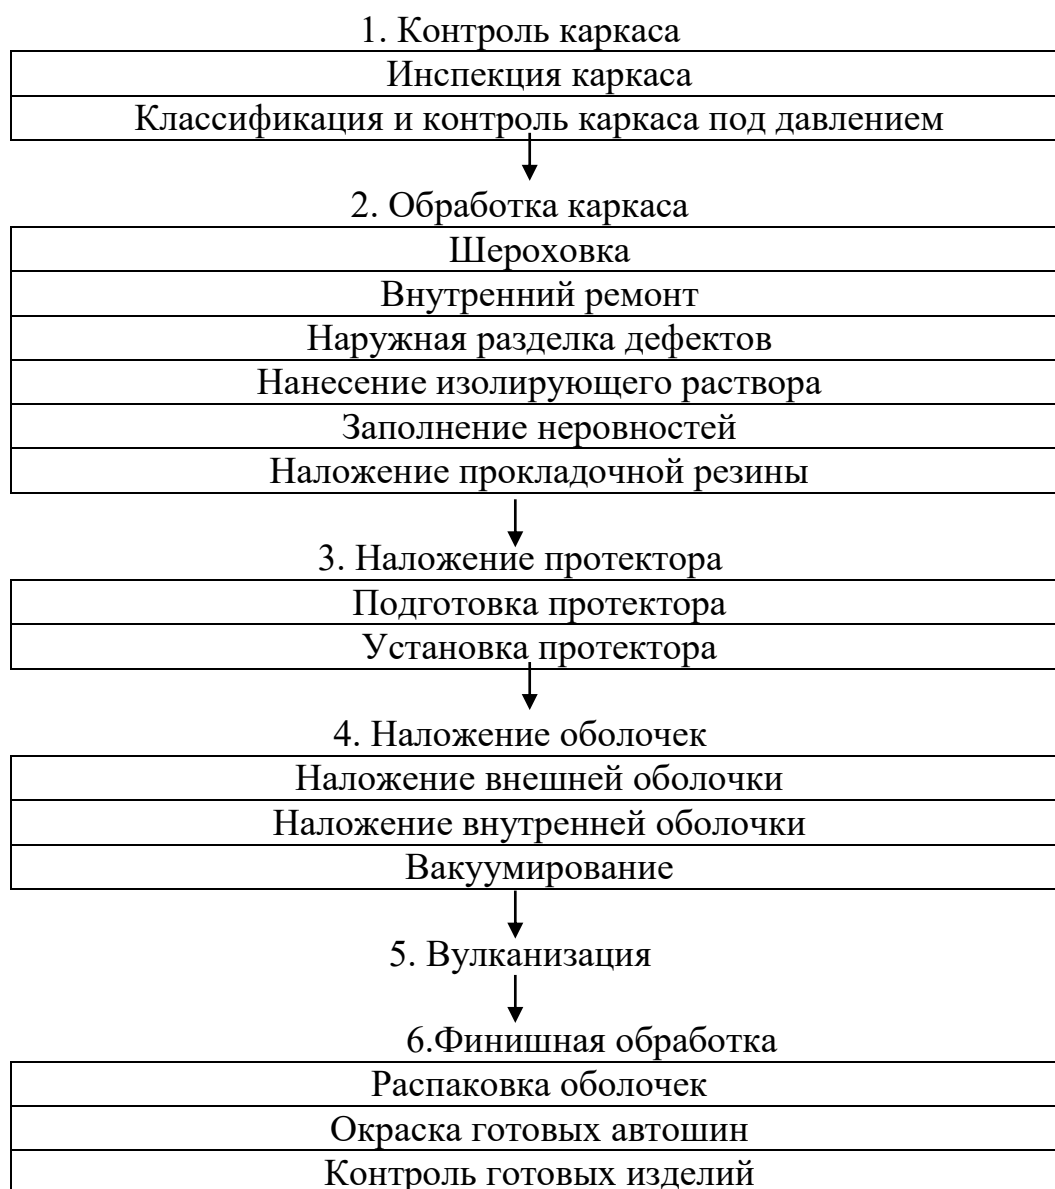 1. Контроль каркаса
Инспекция каркаса
Классификация и контроль каркаса под давлением
2. Обработка каркаса
Шероховка
Внутренний ремонт
Наружная разделка дефектов
Нанесение изолирующего раствора
Заполнение неровностей
Наложение прокладочной резины
3. Наложение протектора
Подготовка протектора
Установка протектора
4. Наложение оболочек
Наложение внешней оболочки
Наложение внутренней оболочки
Вакуумирование
5. Вулканизация
6.Финишная обработка
Распаковка оболочек
Окраска готовых автошин
Контроль готовых изделий